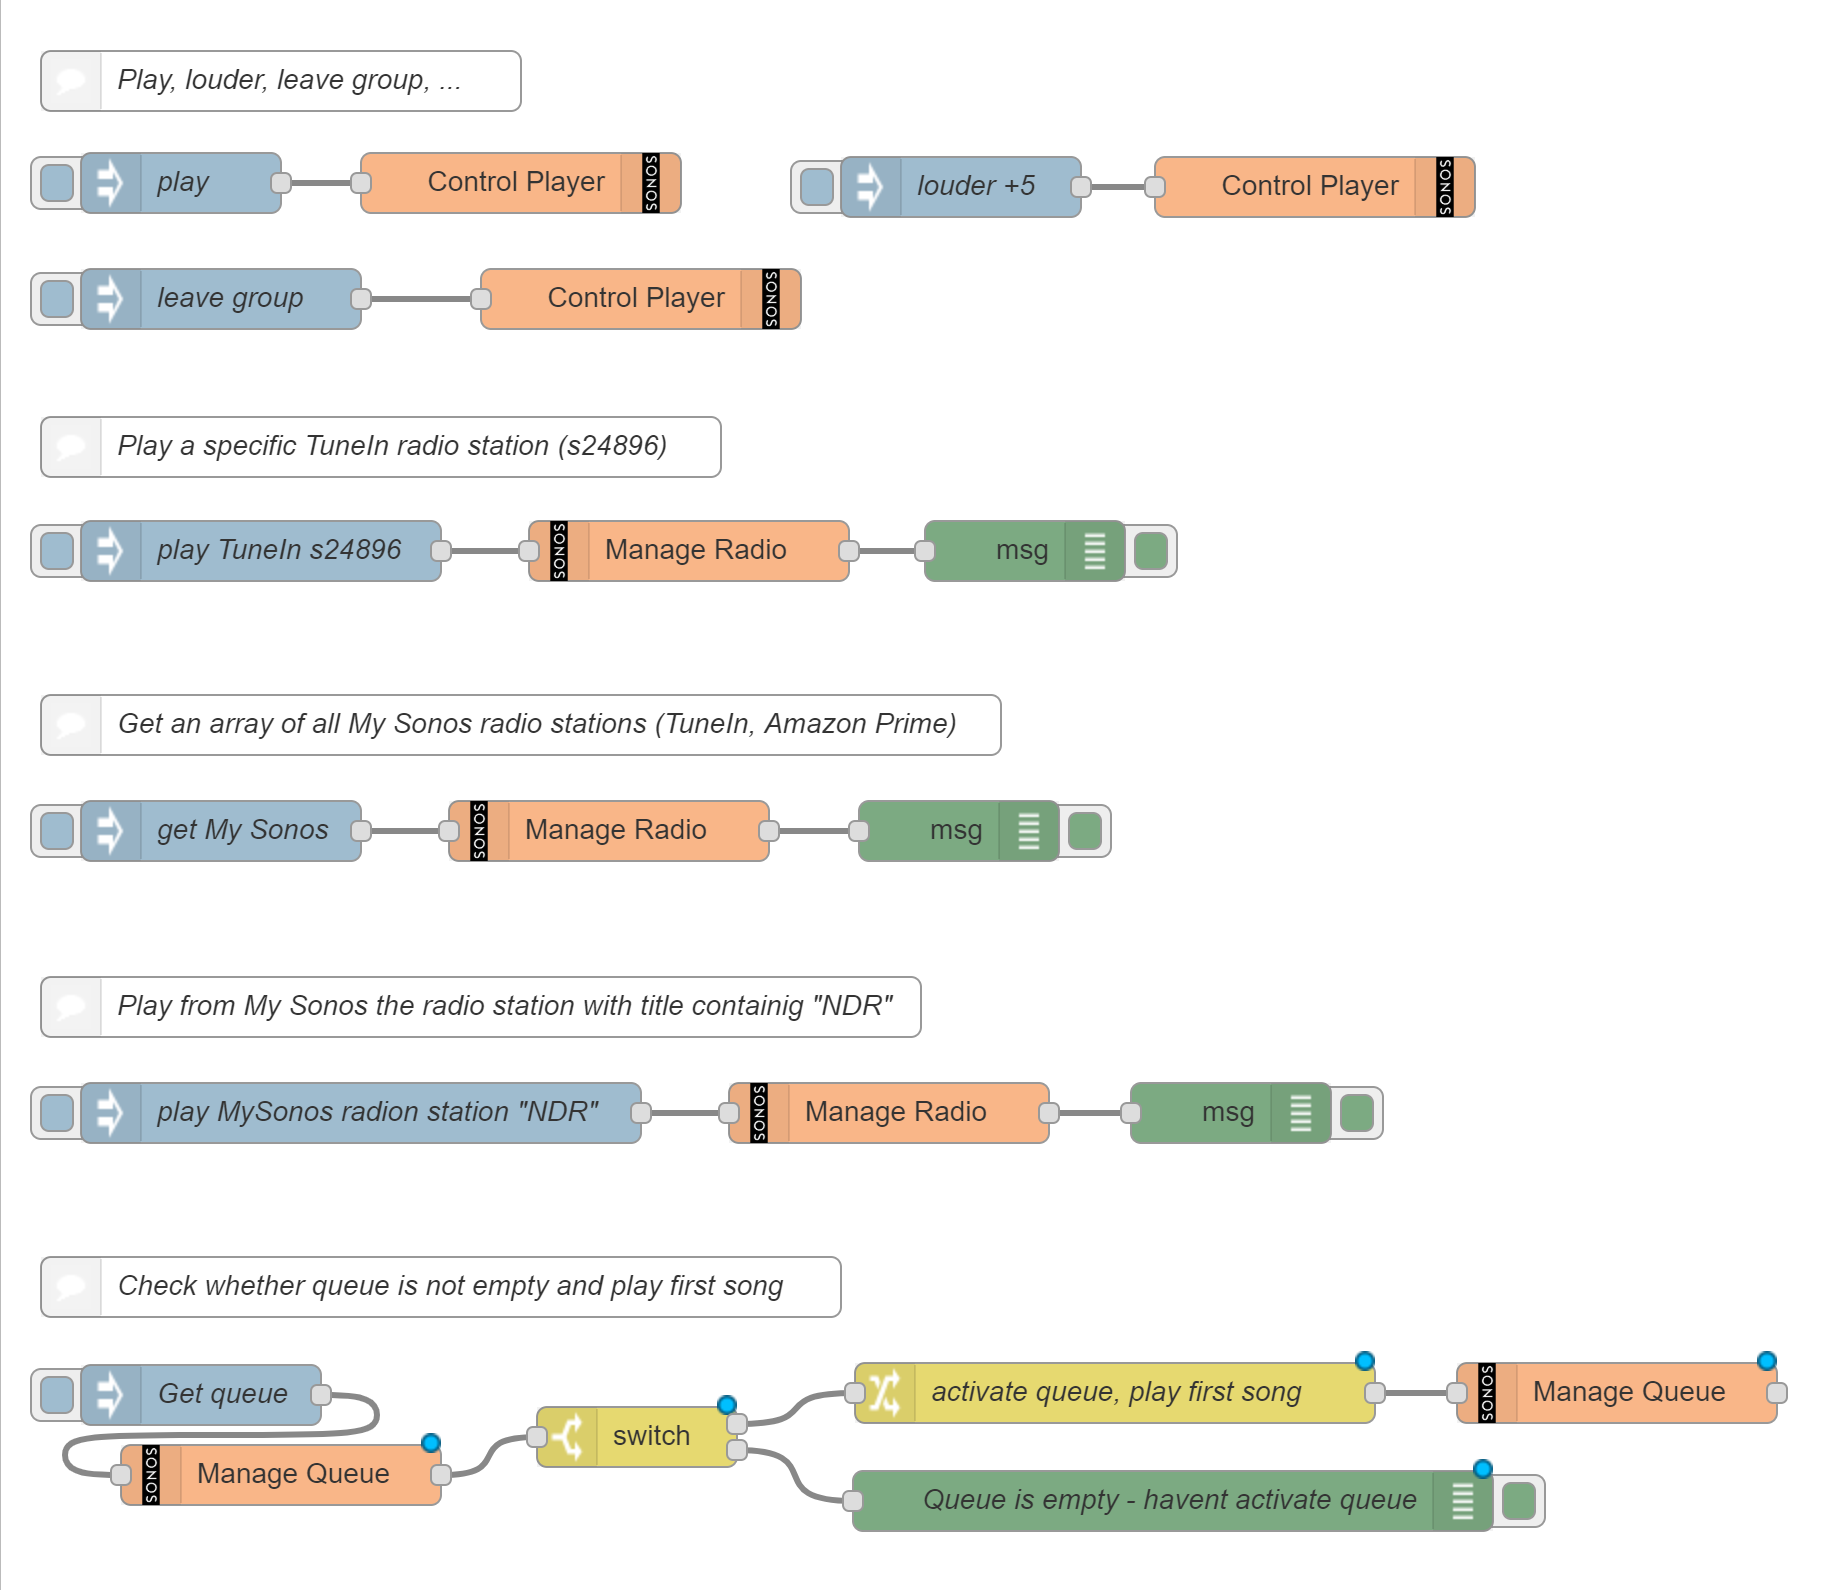 Play, louder, leave group, ...
play
Control Player
SONOS
louder +5
Control Player
SONOS
leave group
Control Player
SONOS
Play a specific TuneIn radio station (s24896)
play TuneIn s24896
SONOS
Manage Radio
msg
Get an array of all My Sonos radio stations (TuneIn, Amazon Prime)
get My Sonos
SONOS
Manage Radio
msg
Play from My Sonos the radio station with title containig "NDR"
play MySonos radion station "NDR"
SONOS
Manage Radio
msg
Check whether queue is not empty and play first song
Get queue
SONOS
Manage Queue
switch
activate queue, play first song
SONOS
Manage Queue
Queue is empty - havent activate queue